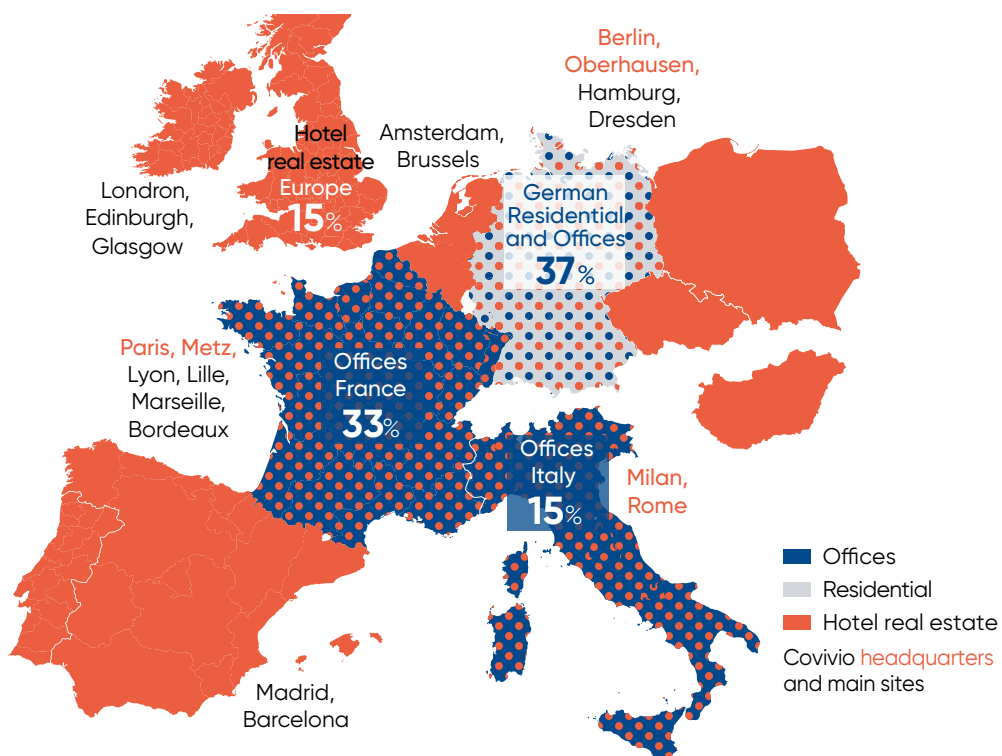 Berlin,
Oberhausen,
Hamburg,
Dresden
Hotel
real estate
Europe
15%
Amsterdam,
Brussels
Londron,
Edinburgh,
Glasgow
German
Residential
and Offices
37%
Paris, Metz,
Lyon, Lille,
Marseille,
Bordeaux
Offices
France
33%
Offices
Italy
15%
Milan,
Rome
Madrid,
Barcelona
Offices
Residential
Hotel real estate
Covivio headquarters
and main sites